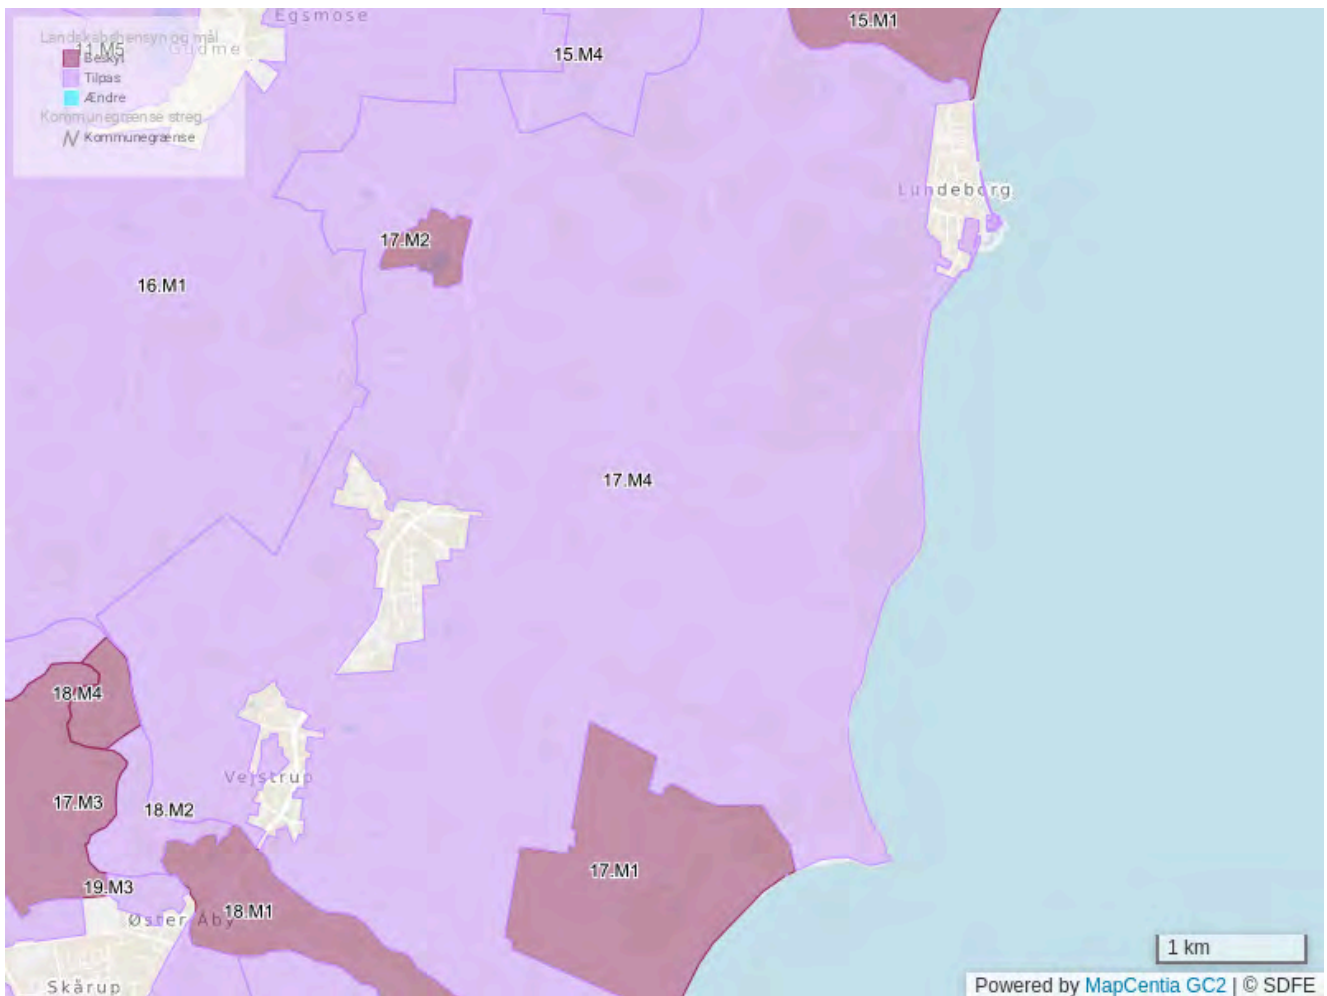 Egsmose
15.M1
Landskabshensyn og mål
11.M5
Gudme
15.M4
Beskyt
Tilpas
Ændre
Kommunegrænse streg
Kommunegrænse
Lundeborg
17.M2
16.M1
17.M4
18.M4
Vejstrup
17.M3
18.M2
17.M1
19.M3
18.M1
Øster Åby
1 km
Skårup
Powered by MapCentia GC2 | © SDFE